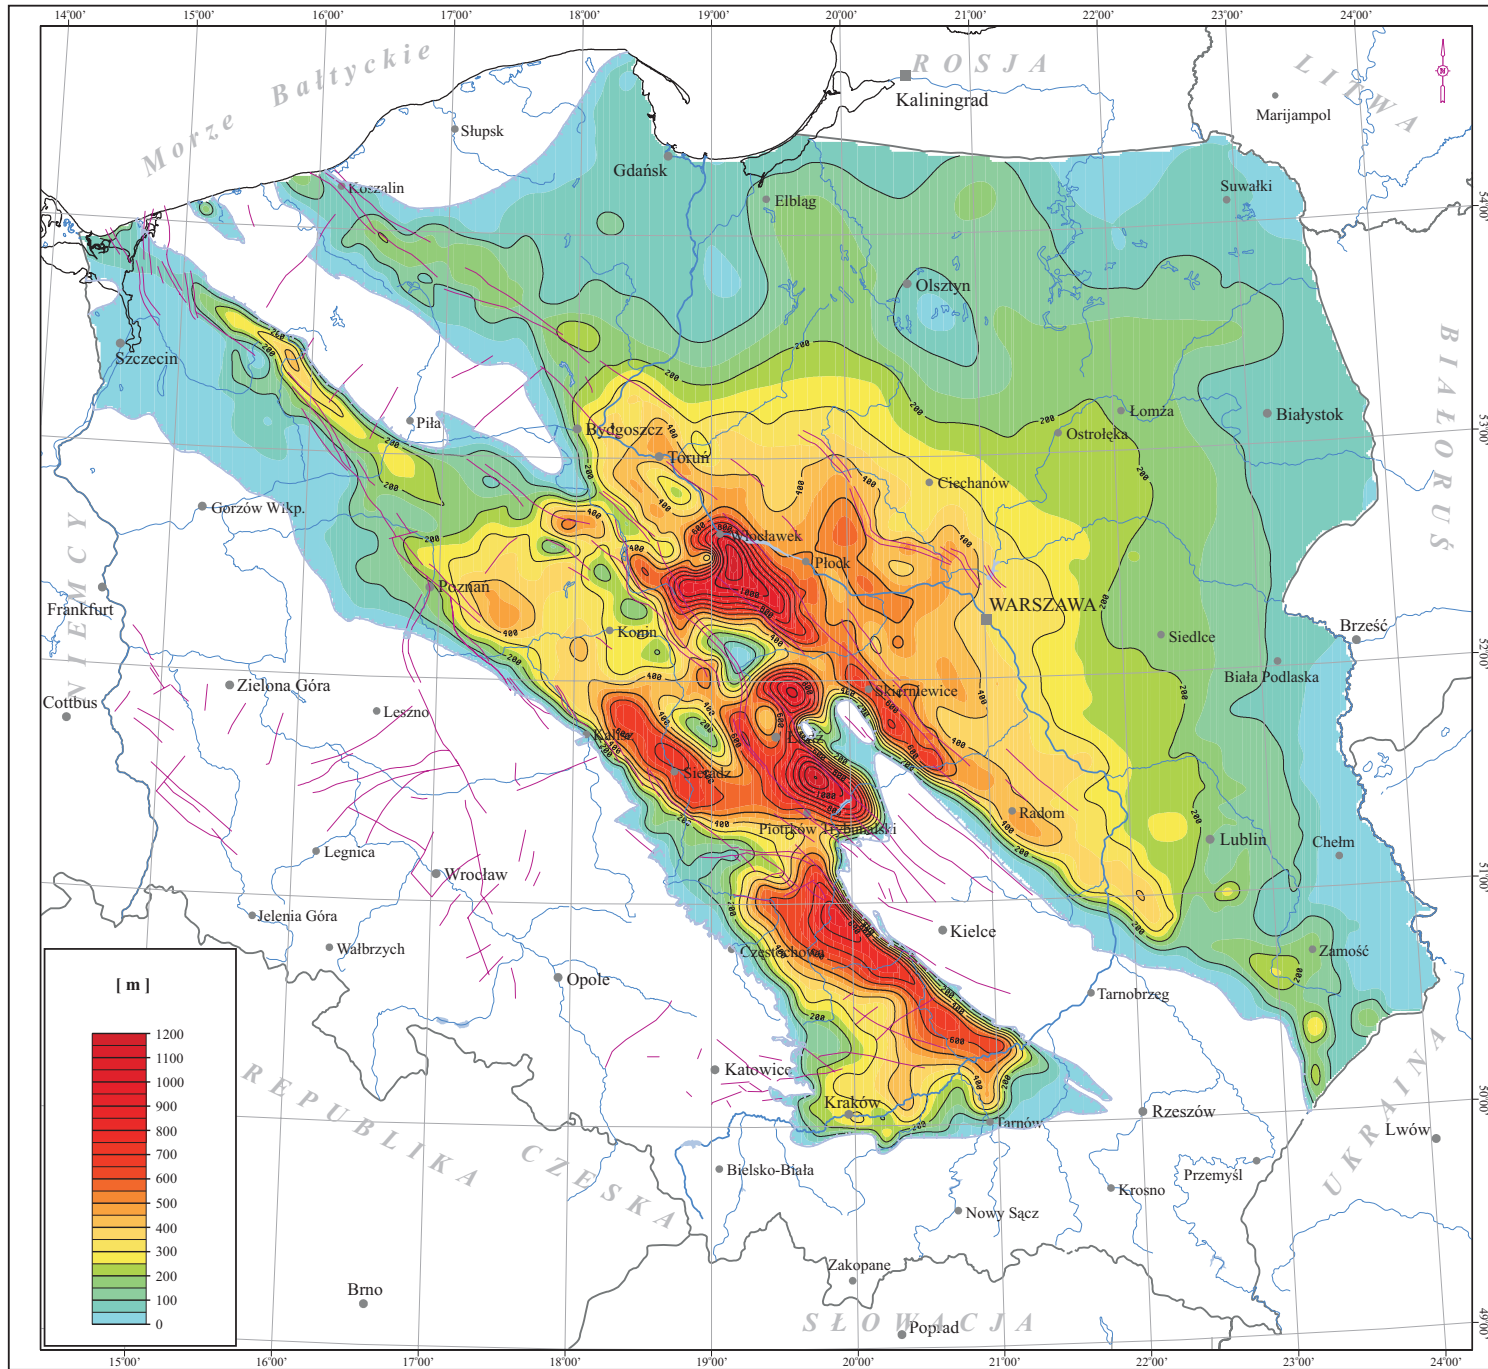 14°00' 15°00' 16°00' 17°00' 18°00' 19°00' 20°00' 21°00' 22°00' 23°00' 24°00'
Morze Bałtyckie
ROSJA
LITWA
N
Kaliningrad
Marijampol
Słupsk
Gdańsk
Koszalin
Elbląg
Suwałki
54°00'
Olsztyn
Szczecin
BIAŁORUŚ
Piła
Bydgoszcz
Łomża
Białystok
Ostrołęka
53°00'
Toruń
Ciechanów
Gorzów Wlkp.
Włocławek
Płock
NIEMCY
Frankfurt
Poznań
WARSZAWA
Konin
Siedlce
Brześć
52°00'
Biała Podlaska
Zielona Góra
Skierniewice
Cottbus
Leszno
Kalisz
Łódź
Sieradz
Radom
Piotrków Trybunalski
Lublin
Chełm
Legnica
Wrocław
51°00'
Jelenia Góra
Kielce
Wałbrzych
Częstochowa
Zamość
Opole
Tarnobrzeg
[ m ]
1200
1100
1000
900
800
700
600
500
400
300
200
100
0
REPUBLIKA CZESKA
Katowice
Kraków
Tarnów
Rzeszów
50°00'
Lwów
UKRAINA
Bielsko-Biała
Przemyśl
Krosno
Nowy Sącz
Zakopane
Brno
SŁOWACJA
Poprad
49°00'
15°00' 16°00' 17°00' 18°00' 19°00' 20°00' 21°00' 22°00' 23°00' 24°00'